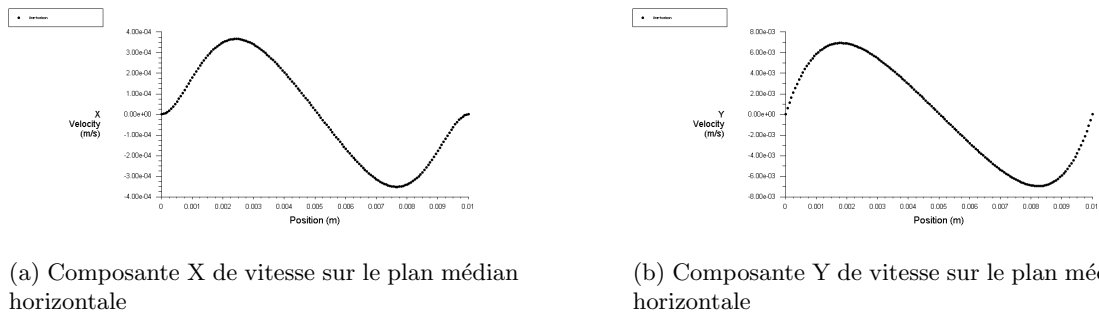 4.00e-04
3.00e-04
2.00e-04
1.00e-04
0.00e+00
-1.00e-04
-2.00e-04
-3.00e-04
-4.00e-04
X
Velocity
(m/s)
0 0.001 0.002 0.003 0.004 0.005 0.006 0.007 0.008 0.009 0.01
Position (m)
(a) Composante X de vitesse sur le plan médian
horizontale
8.00e-03
6.00e-03
4.00e-03
2.00e-03
0.00e+00
-2.00e-03
-4.00e-03
-6.00e-03
-8.00e-03
Y
Velocity
(m/s)
0 0.001 0.002 0.003 0.004 0.005 0.006 0.007 0.008 0.009 0.01
Position (m)
(b) Composante Y de vitesse sur le plan mé
horizontale